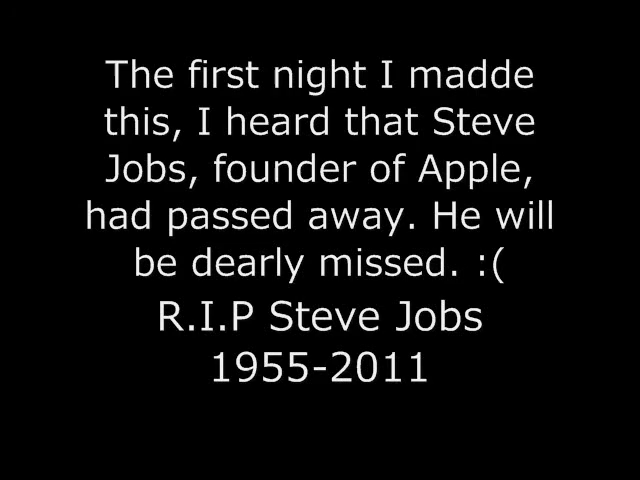 The first night I madde
this, I heard that Steve
Jobs, founder of Apple,
had passed away. He will
be dearly missed. :(
R.I.P Steve Jobs
1955-2011